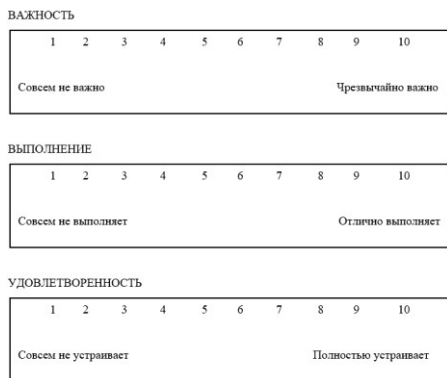 ВАЖНОСТЬ
1 2 3 4 5 6 7 8 9 10
Совсем не важно Чрезвычайно важно
ВЫПОЛНЕНИЕ
1 2 3 4 5 6 7 8 9 10
Совсем не выполняет Отлично выполняет
УДОВЛЕТВОРЕННОСТЬ
1 2 3 4 5 6 7 8 9 10
Совсем не устраивает Полностью устраивает